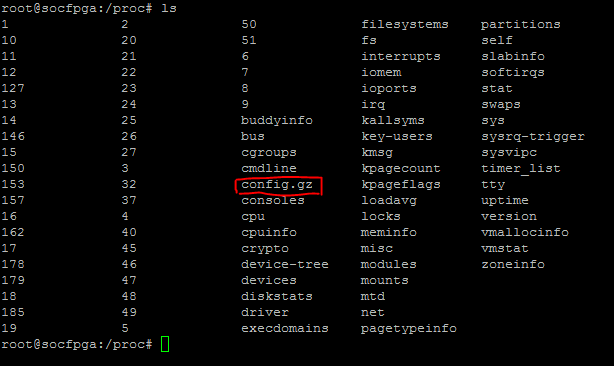 root@socfpga:/proc# ls
1 2 50 filesystems partitions
10 20 51 fs self
11 21 6 interrupts slabinfo
12 22 7 iomem softirqs
127 23 8 ioports stat
13 24 9 irq swaps
14 25 buddyinfo kallsyms sys
146 26 bus key-users sysrq-trigger
15 27 cgroups kmsg sysvipc
150 3 cmdline kpagecount timer_list
153 32 config.gz kpageflags tty
157 37 consoles loadavg uptime
16 4 cpu locks version
162 40 cpuinfo meminfo vmallocinfo
17 45 crypto misc vmstat
178 46 device-tree modules zoneinfo
179 47 devices mounts
18 48 diskstats mtd
185 49 driver net
19 5 execdomains pagetypeinfo
root@socfpga:/proc#